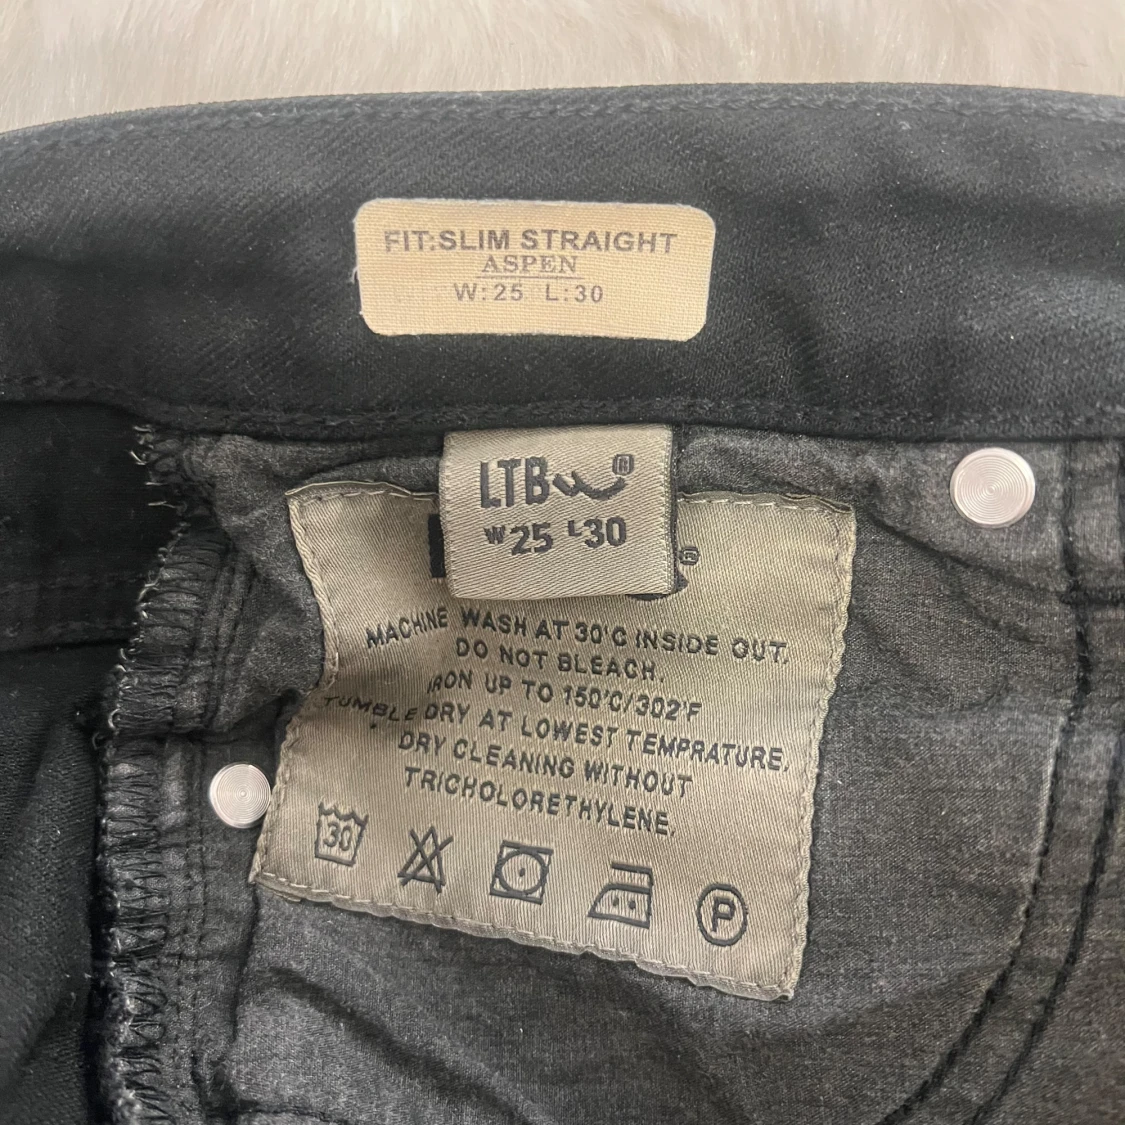 FIT:SLIM STRAIGHT
ASPEN
W:25 L:30
LTB ®
W25 L30
®
MACHINE WASH AT 30°C INSIDE OUT.
DO NOT BLEACH.
IRON UP TO 150°C/302°F
TUMBLE DRY AT LOWEST TEMPRATURE.
DRY CLEANING WITHOUT
TRICHOLORETHYLENE.
30
P